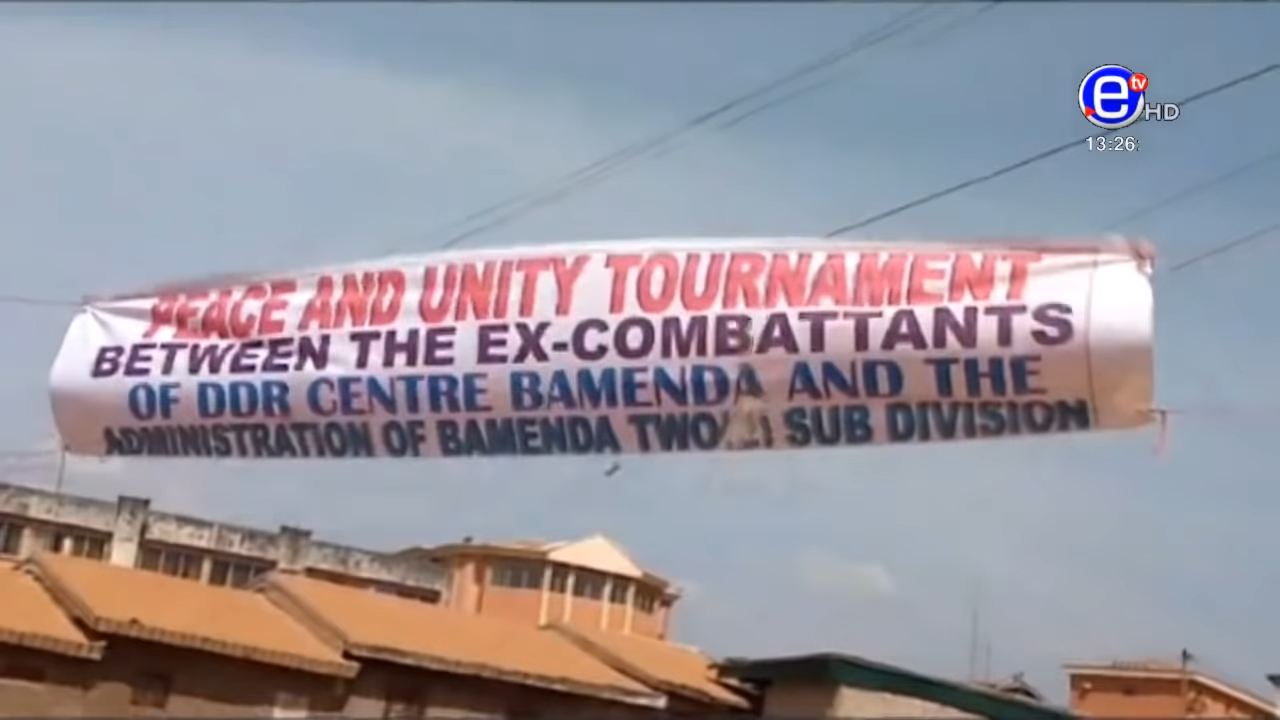 PEACE AND UNITY TOURNAMENT
BETWEEN THE EX-COMBATTANTS
OF DDR CENTRE BAMENDA AND THE
ADMINISTRATION OF BAMENDA TWO SUB DIVISION
e tv HD
13:26